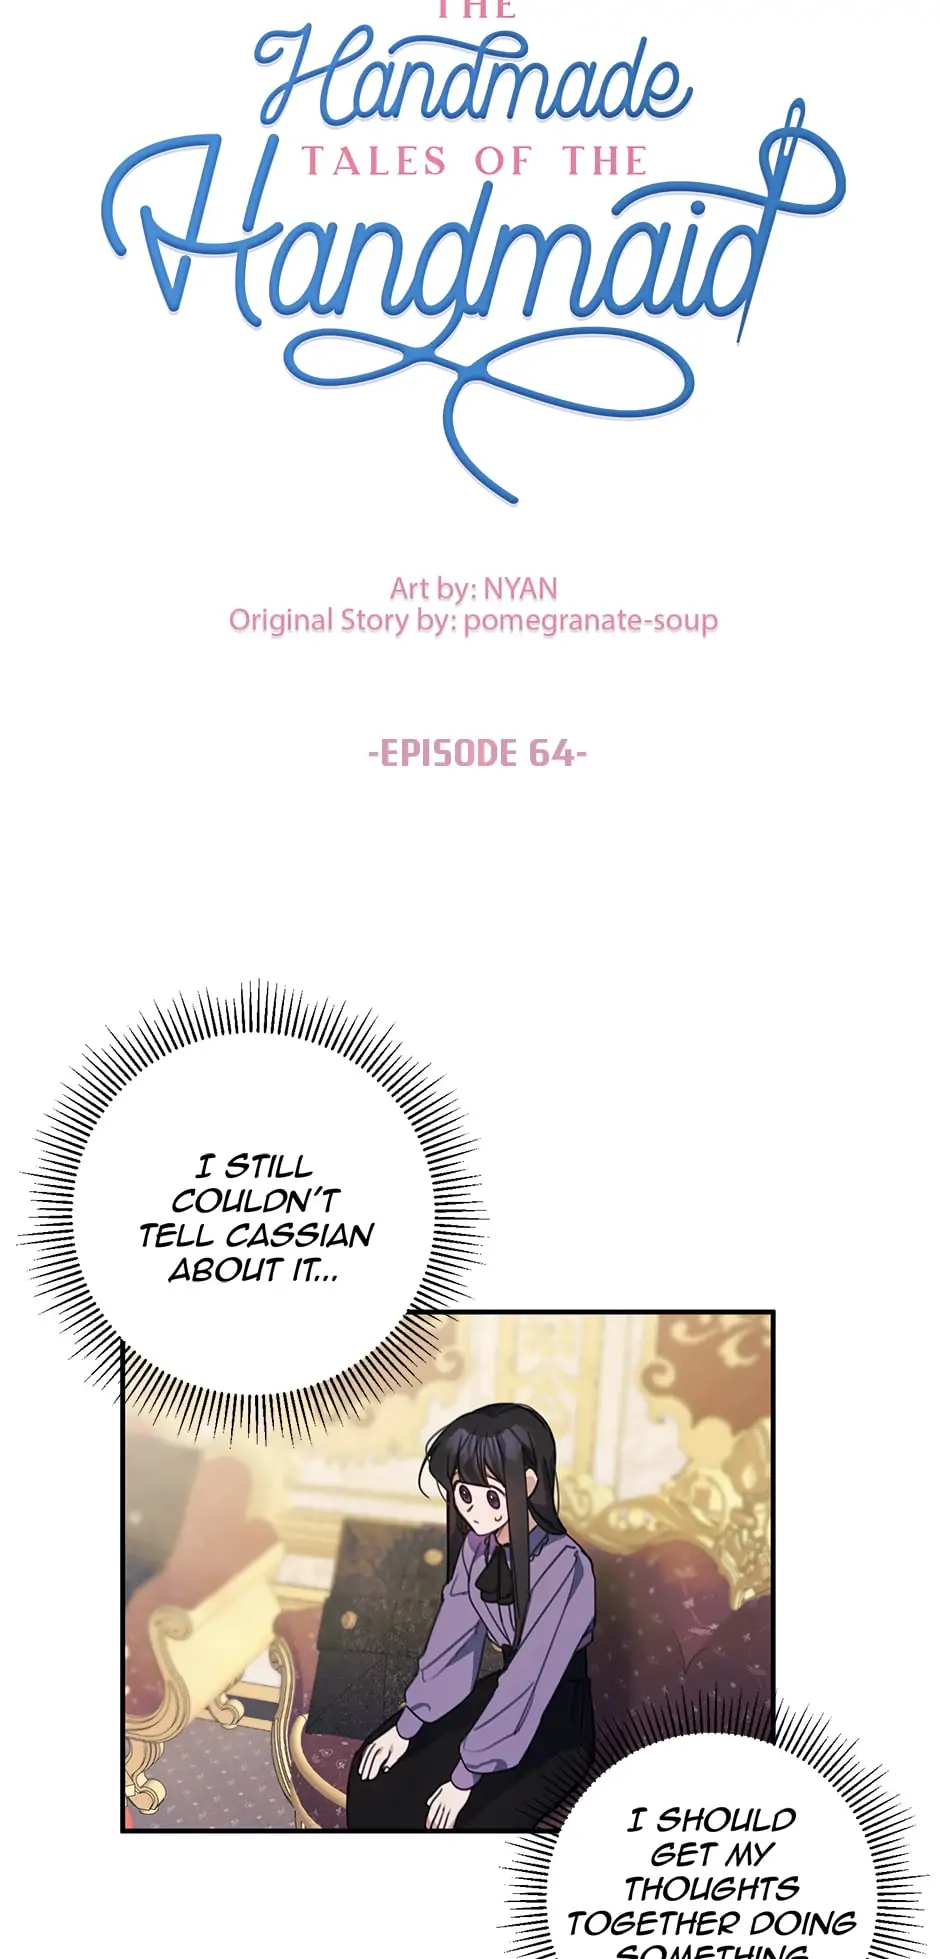 THE
Handmade
TALES OF THE
Handmaid
Art by: NYAN
Original Story by: pomegranate-soup
-EPISODE 64-
I STILL
COULDN'T
TELL CASSIAN
ABOUT IT...
I SHOULD
GET MY
THOUGHTS
TOGETHER DOING
SOMETHING